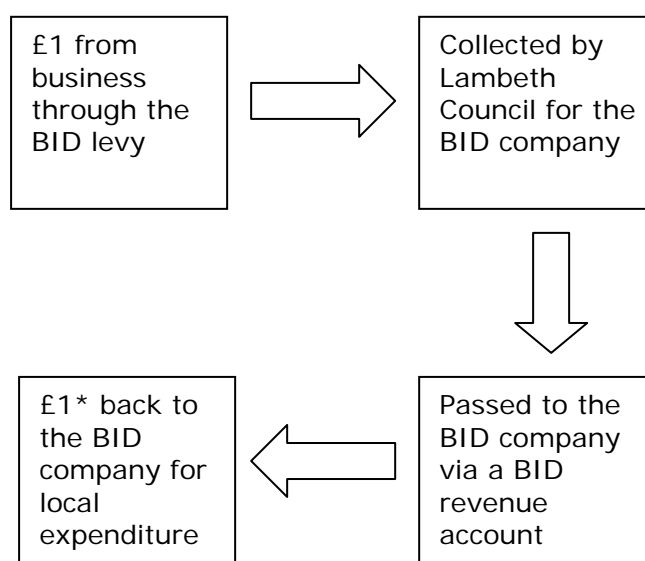 £1 from
business
through the
BID levy
Collected by
Lambeth
Council for the
BID company
Passed to the
BID company
via a BID
revenue
account
£1* back to
the BID
company for
local
expenditure